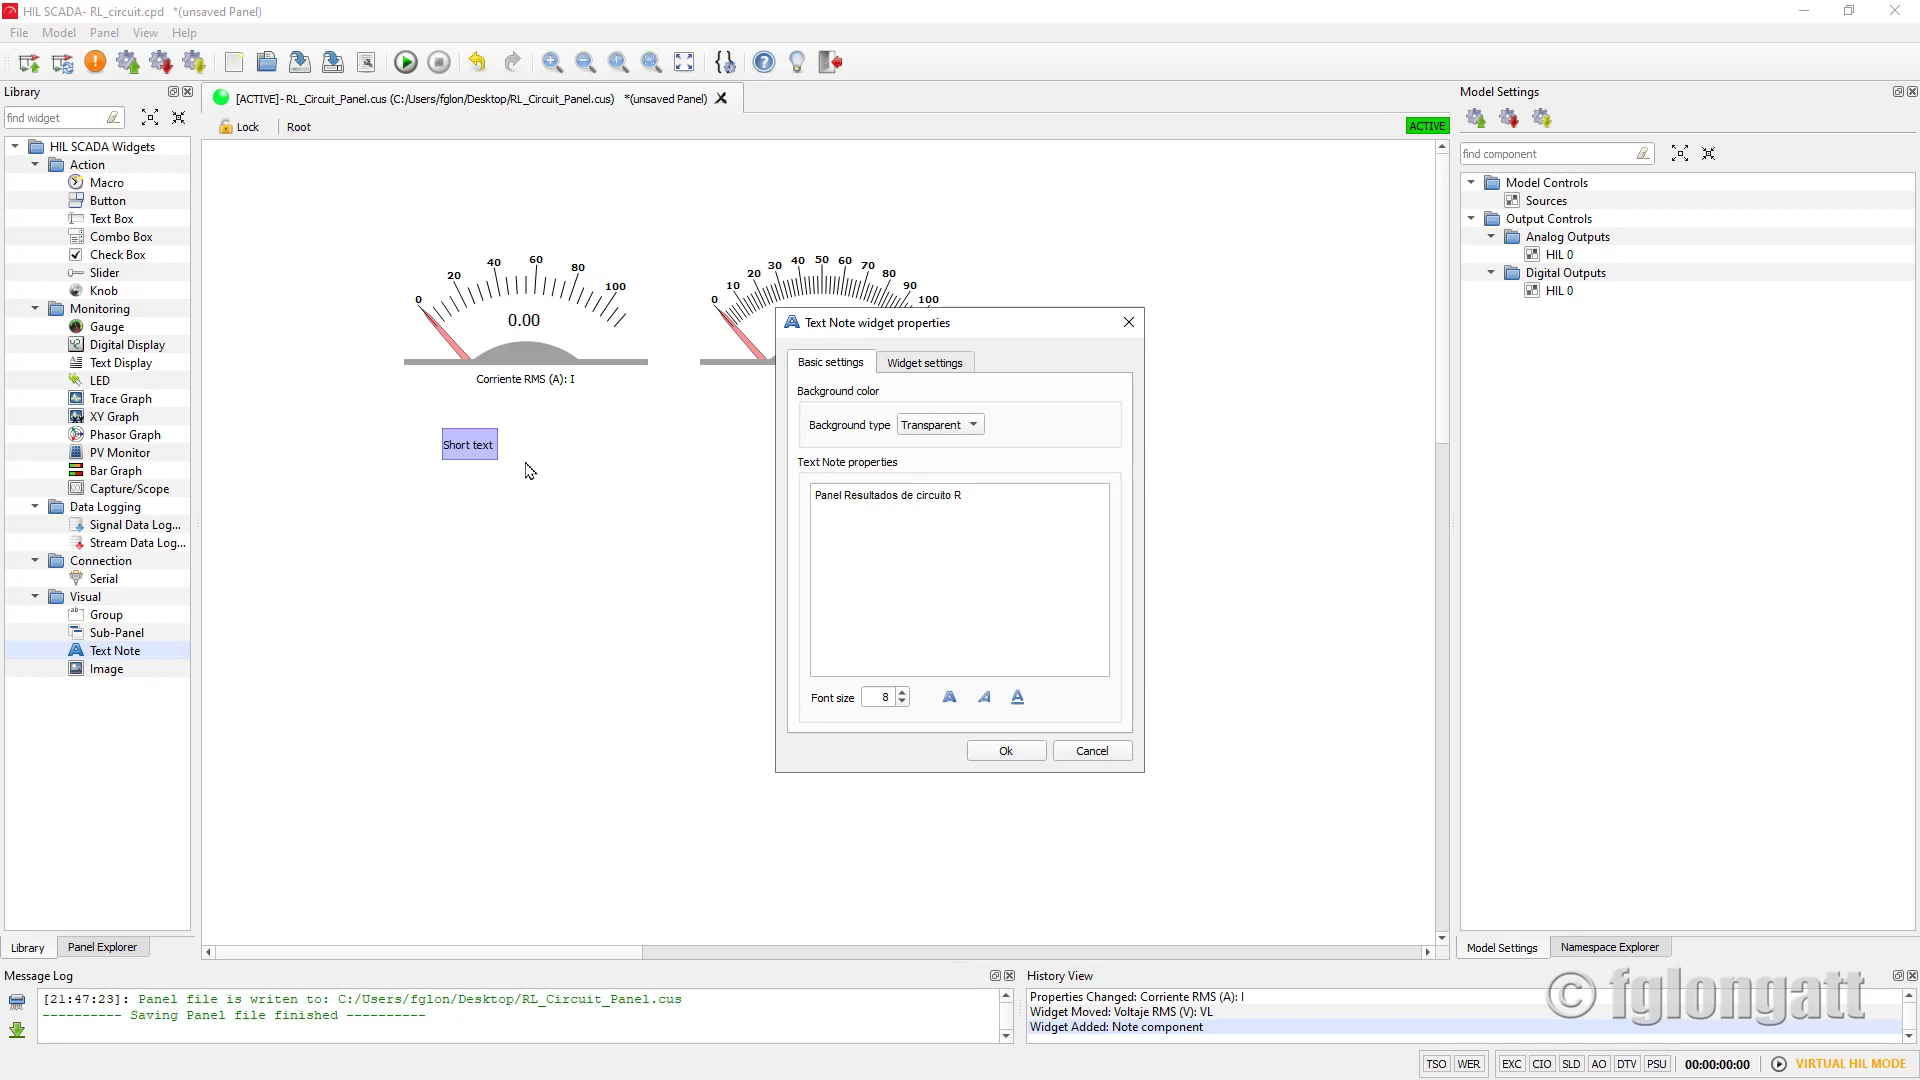 HIL SCADA- RL_circuit.cpd *(unsaved Panel)
File Model Panel View Help
Library
find widget
HIL SCADA Widgets
Action
Macro
Button
Text Box
Combo Box
Check Box
Slider
Knob
Monitoring
Gauge
Digital Display
Text Display
LED
Trace Graph
XY Graph
Phasor Graph
PV Monitor
Bar Graph
Capture/Scope
Data Logging
Signal Data Log...
Stream Data Log...
Connection
Serial
Visual
Group
Sub-Panel
Text Note
Image
Library Panel Explorer
[ACTIVE]- RL_Circuit_Panel.cus (C:/Users/fglon/Desktop/RL_Circuit_Panel.cus) *(unsaved Panel)
Lock Root
ACTIVE
0 20 40 60 80 100
0.00
Corriente RMS (A): I
0 10 20 30 40 50 60 70 80 90 100
Short text
Text Note widget properties
Basic settings Widget settings
Background color
Background type Transparent
Text Note properties
Panel Resultados de circuito R
Font size 8
Ok Cancel
Model Settings
find component
Model Controls
Sources
Output Controls
Analog Outputs
HIL 0
Digital Outputs
HIL 0
Model Settings Namespace Explorer
Message Log
[21:47:23]: Panel file is writen to: C:/Users/fglon/Desktop/RL_Circuit_Panel.cus
---------- Saving Panel file finished ----------
History View
Properties Changed: Corriente RMS (A): I
Widget Moved: Voltaje RMS (V): VL
Widget Added: Note component
© fglongatt
TSO WER EXC CIO SLD AO DTV PSU 00:00:00:00 VIRTUAL HIL MODE